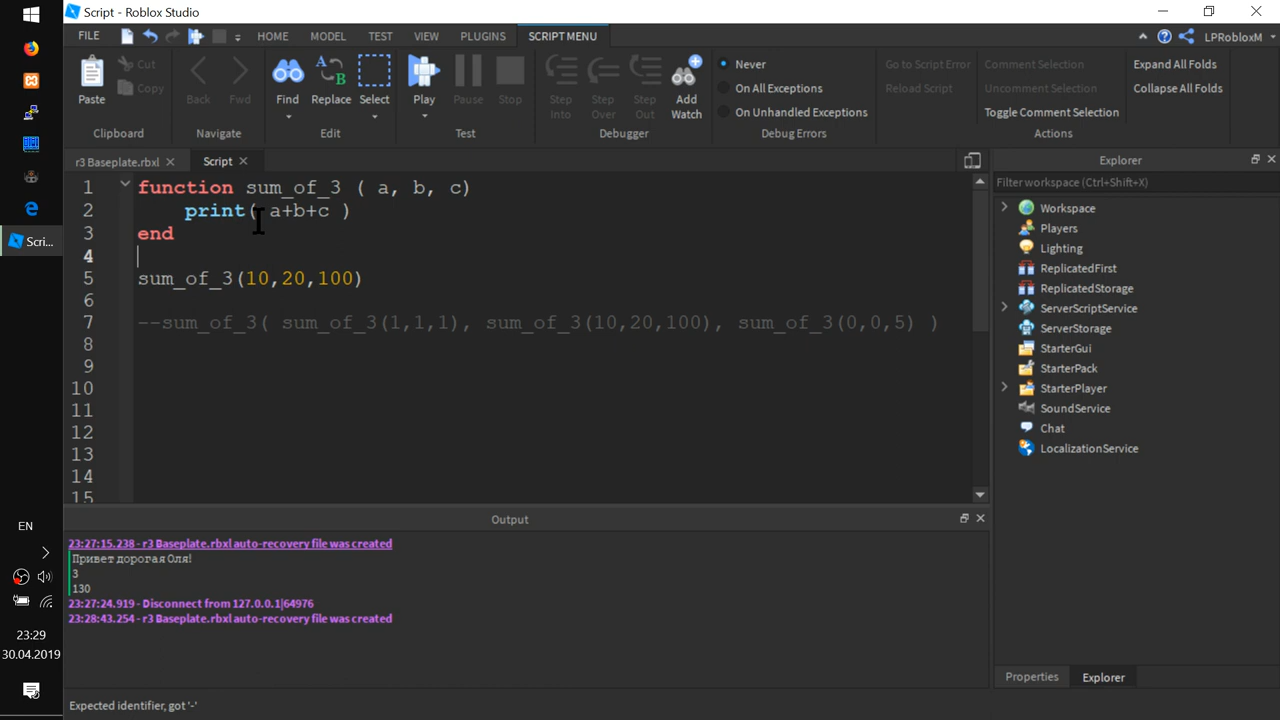 Script - Roblox Studio
FILE HOME MODEL TEST VIEW PLUGINS SCRIPT MENU LPRobloxM
Paste
Cut
Copy
Clipboard
Back Fwd
Navigate
Find Replace Select
Edit
Play Pause Stop
Test
Step Into
Step Over
Step Out
Add Watch
Debugger
Never
On All Exceptions
On Unhandled Exceptions
Debug Errors
Go to Script Error
Reload Script
Comment Selection
Uncomment Selection
Toggle Comment Selection
Expand All Folds
Collapse All Folds
Actions
r3 Baseplate.rbxl Script
1 function sum_of_3 ( a, b, c)
2 print( a+b+c )
3 end
4
5 sum_of_3(10,20,100)
6
7 --sum_of_3( sum_of_3(1,1,1), sum_of_3(10,20,100), sum_of_3(0,0,5) )
8
9
10
11
12
13
14
15
Output
23:27:15.238 - r3 Baseplate.rbxl auto-recovery file was created
Привет дорогая Оля!
3
130
23:27:24.919 - Disconnect from 127.0.0.1|64976
23:28:43.254 - r3 Baseplate.rbxl auto-recovery file was created
Expected identifier, got '-'
Explorer
Filter workspace (Ctrl+Shift+X)
Workspace
Players
Lighting
ReplicatedFirst
ReplicatedStorage
ServerScriptService
ServerStorage
StarterGui
StarterPack
StarterPlayer
SoundService
Chat
LocalizationService
Properties Explorer
Scri...
EN
23:29
30.04.2019